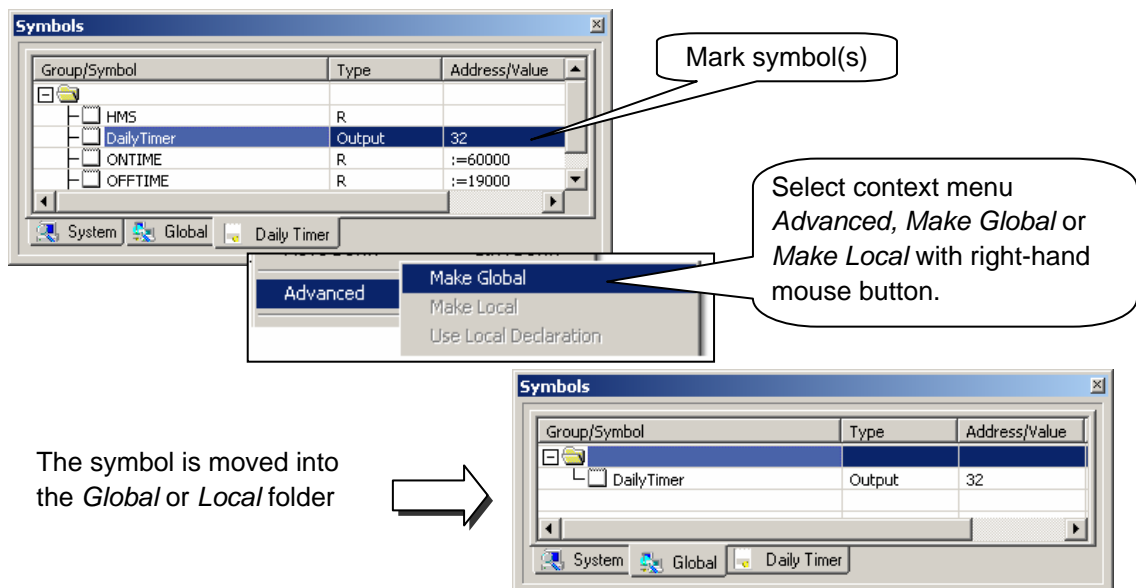 Symbols
Group/Symbol Type Address/Value
HMS R
DailyTimer Output 32
ONTIME R :=60000
OFFTIME R :=19000
System Global Daily Timer
Mark symbol(s)
Advanced
Make Global
Make Local
Use Local Declaration
Select context menu
Advanced, Make Global or
Make Local with right-hand
mouse button.
The symbol is moved into
the Global or Local folder
Symbols
Group/Symbol Type Address/Value
DailyTimer Output 32
System Global Daily Timer